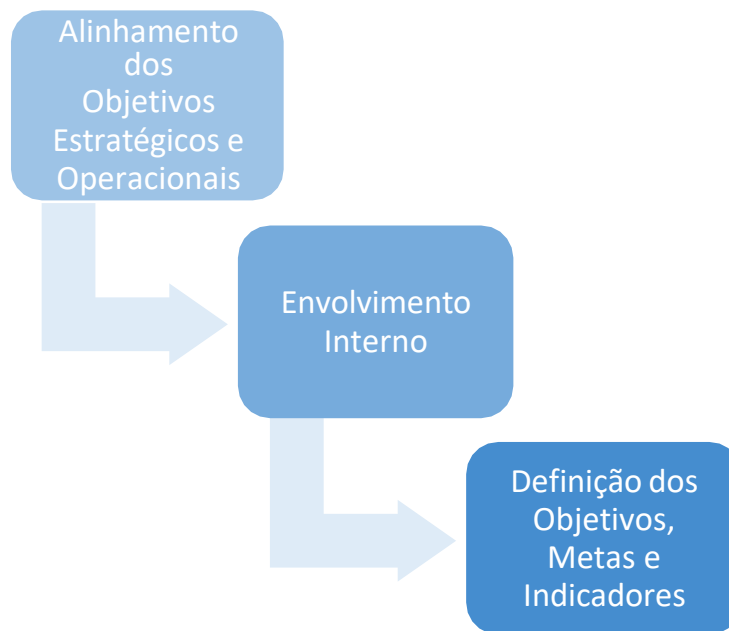 Alinhamento
dos
Objetivos
Estratégicos e
Operacionais
Envolvimento
Interno
Definição dos
Objetivos,
Metas e
Indicadores